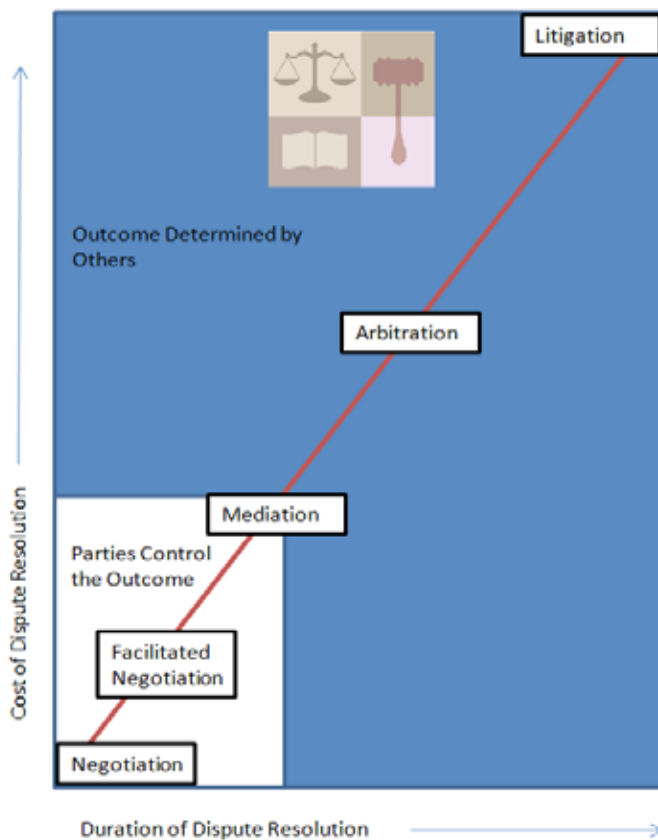 Litigation
Outcome Determined by
Others
Arbitration
Mediation
Parties Control
the Outcome
Facilitated
Negotiation
Negotiation
Cost of Dispute Resolution
Duration of Dispute Resolution